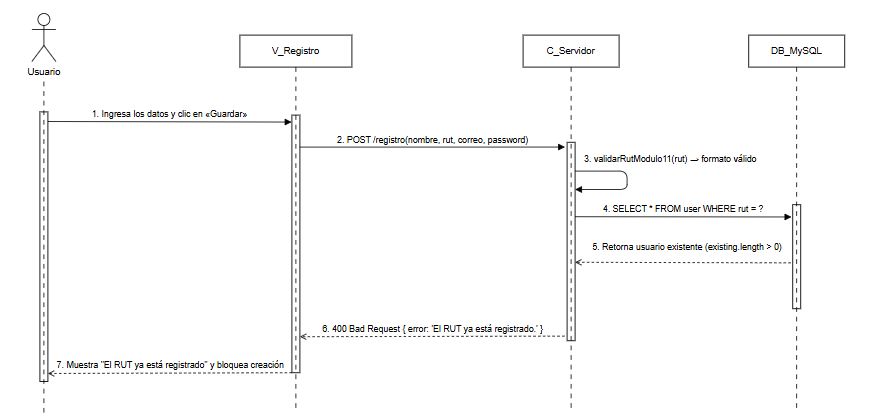 Usuario
V_Registro
C_Servidor
DB_MySQL
1. Ingresa los datos y clic en «Guardar»
2. POST /registro(nombre, rut, correo, password)
3. validarRutModulo11(rut) → formato válido
4. SELECT * FROM user WHERE rut = ?
5. Retorna usuario existente (existing.length > 0)
6. 400 Bad Request { error: 'El RUT ya está registrado.' }
7. Muestra "El RUT ya está registrado" y bloquea creación